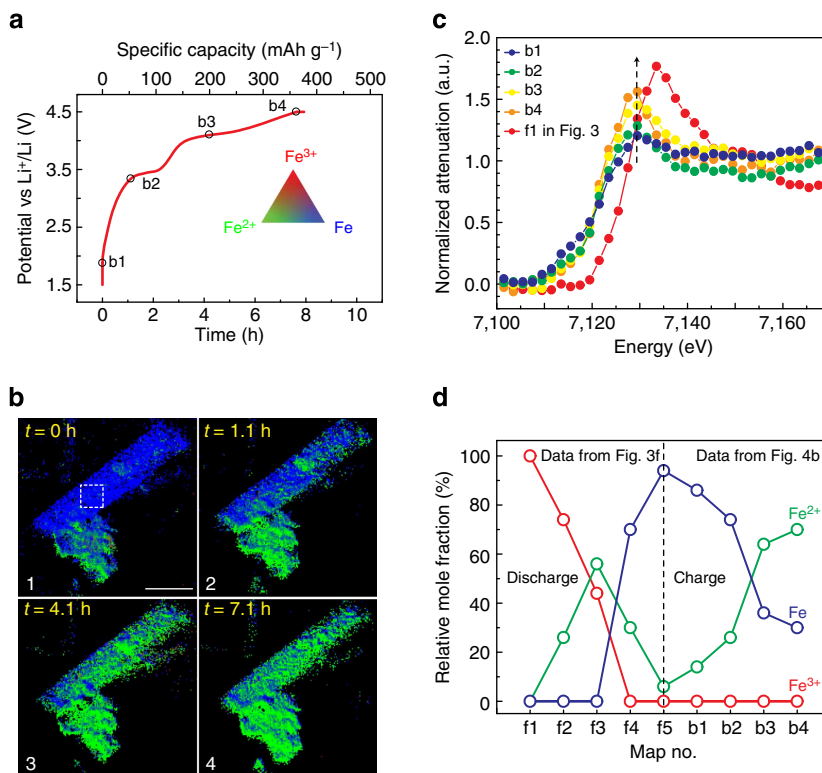 a
Specific capacity (mAh g⁻¹)
0 100 200 300 400 500
4.5
3.5
2.5
1.5
Potential vs Li⁺/Li (V)
b1
b2
b3
b4
Fe³⁺
Fe²⁺
Fe
0 2 4 6 8 10
Time (h)
b
t = 0 h
1
t = 1.1 h
2
t = 4.1 h
3
t = 7.1 h
4
c
2.0
1.5
1.0
0.5
0.0
Normalized attenuation (a.u.)
b1
b2
b3
b4
f1 in Fig. 3
7,100 7,120 7,140 7,160
Energy (eV)
d
100
80
60
40
20
0
Relative mole fraction (%)
Data from Fig. 3f
Data from Fig. 4b
Discharge
Charge
Fe²⁺
Fe
Fe³⁺
f1 f2 f3 f4 f5 b1 b2 b3 b4
Map no.